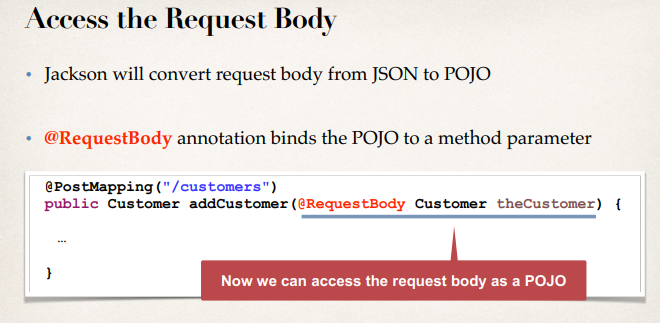 Access the Request Body
• Jackson will convert request body from JSON to POJO
• @RequestBody annotation binds the POJO to a method parameter
@PostMapping("/customers")
public Customer addCustomer(@RequestBody Customer theCustomer) {
…
}
Now we can access the request body as a POJO